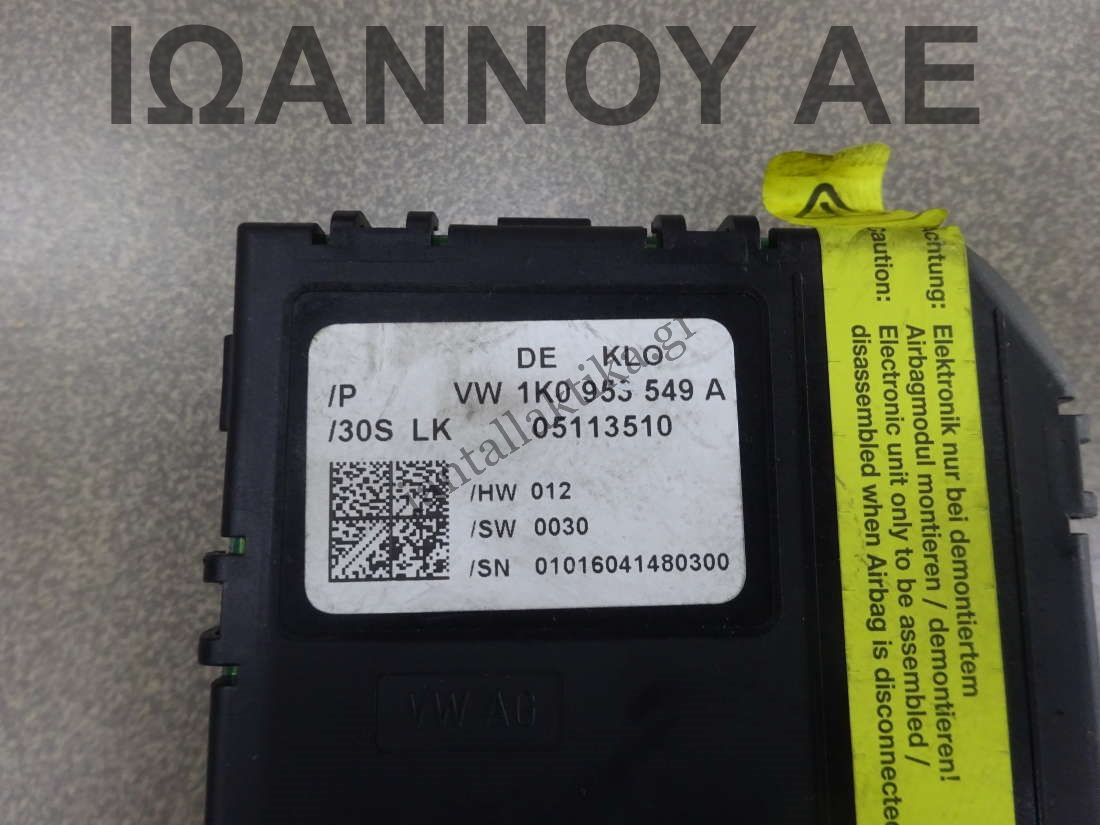 ΙΩΑΝΝΟΥ ΑΕ
DE KLO
/P VW 1K0 953 549 A
/30S LK 05113510
/HW 012
/SW 0030
/SN 01016041480300
VW AG
Achtung: Elektronik nur bei demontiertem
Airbagmodul montieren / demontieren!
Caution: Electronic unit only to be assembled /
disassembled when Airbag is disconnected
antallaktika.gr